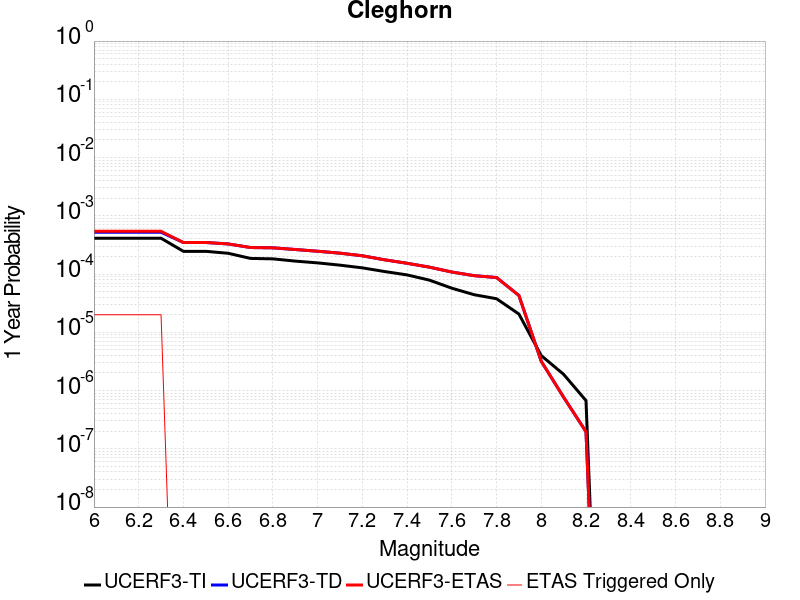 Cleghorn
10^0
10^-1
10^-2
10^-3
10^-4
10^-5
10^-6
10^-7
10^-8
1 Year Probability
6 6.2 6.4 6.6 6.8 7 7.2 7.4 7.6 7.8 8 8.2 8.4 8.6 8.8 9
Magnitude
UCERF3-TI UCERF3-TD UCERF3-ETAS ETAS Triggered Only